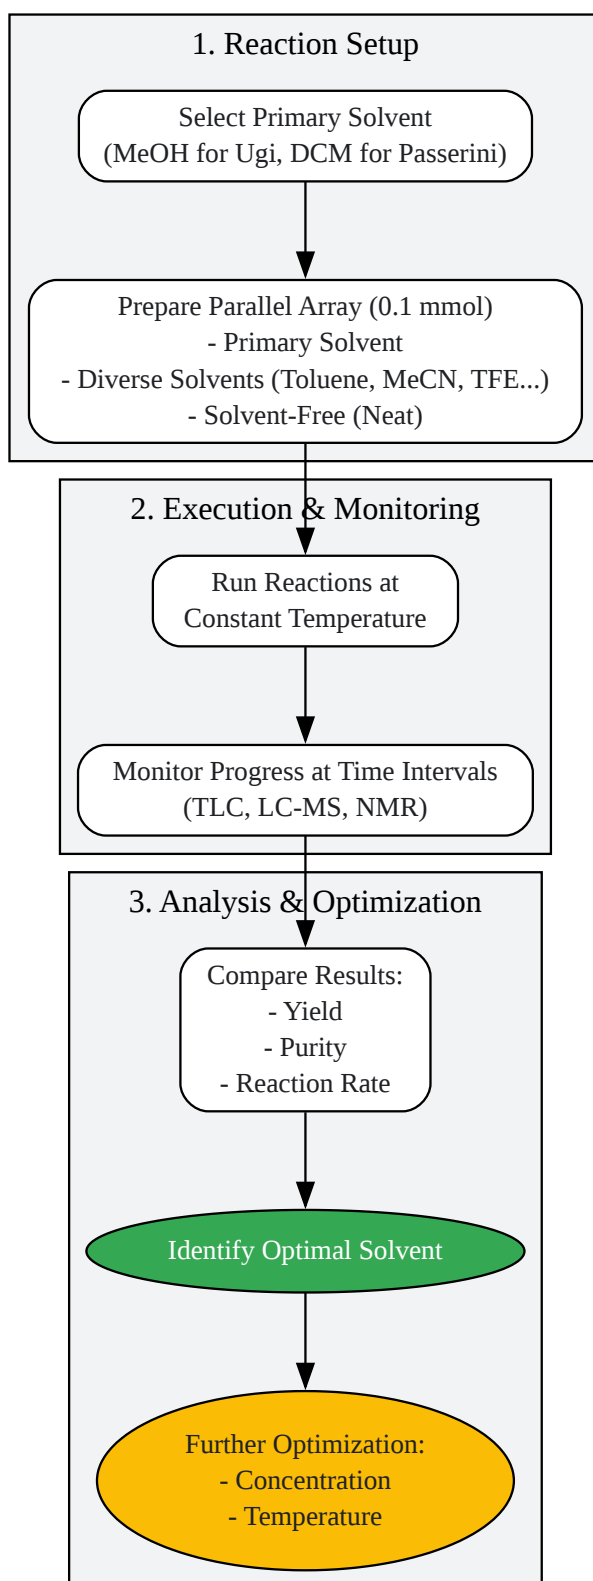 1. Reaction Setup
Select Primary Solvent
(MeOH for Ugi, DCM for Passerini)
Prepare Parallel Array (0.1 mmol)
- Primary Solvent
- Diverse Solvents (Toluene, MeCN, TFE...)
- Solvent-Free (Neat)
2. Execution & Monitoring
Run Reactions at
Constant Temperature
Monitor Progress at Time Intervals
(TLC, LC-MS, NMR)
3. Analysis & Optimization
Compare Results:
- Yield
- Purity
- Reaction Rate
Identify Optimal Solvent
Further Optimization:
- Concentration
- Temperature